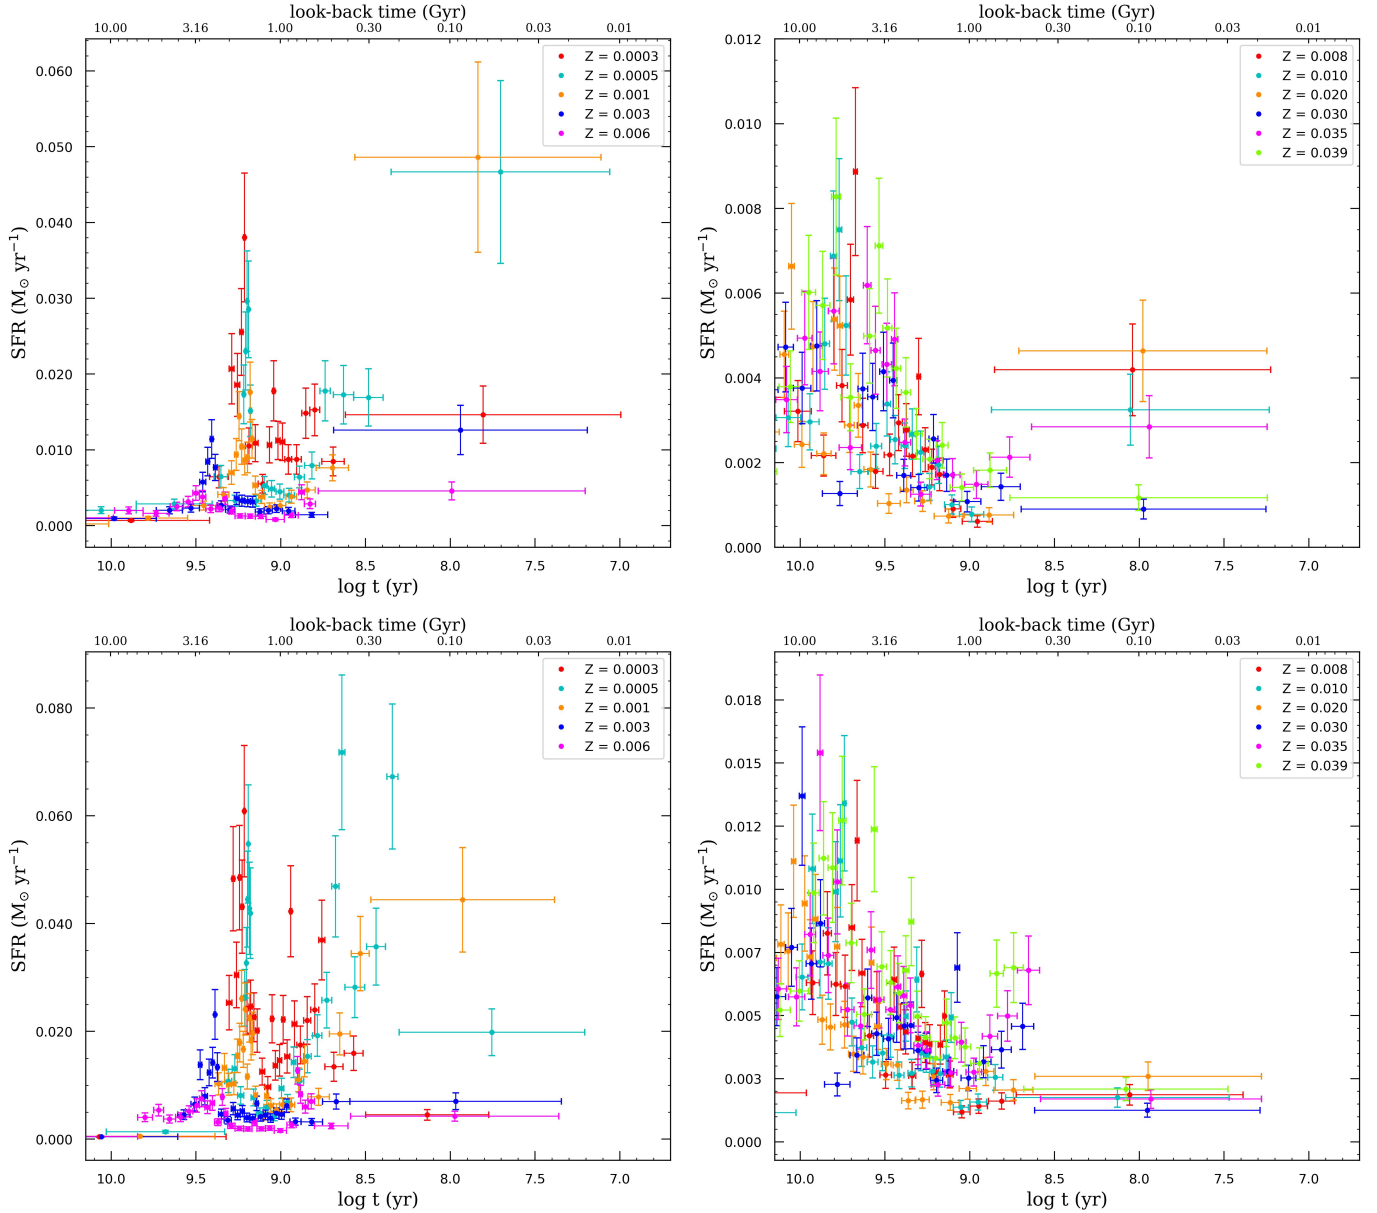 look-back time (Gyr)
10.00 3.16 1.00 0.30 0.10 0.03 0.01
SFR (M⊙ yr−1)
0.060
0.050
0.040
0.030
0.020
0.010
0.000
Z = 0.0003
Z = 0.0005
Z = 0.001
Z = 0.003
Z = 0.006
10.0 9.5 9.0 8.5 8.0 7.5 7.0
log t (yr)
look-back time (Gyr)
10.00 3.16 1.00 0.30 0.10 0.03 0.01
SFR (M⊙ yr−1)
0.012
0.010
0.008
0.006
0.004
0.002
0.000
Z = 0.008
Z = 0.010
Z = 0.020
Z = 0.030
Z = 0.035
Z = 0.039
10.0 9.5 9.0 8.5 8.0 7.5 7.0
log t (yr)
look-back time (Gyr)
10.00 3.16 1.00 0.30 0.10 0.03 0.01
SFR (M⊙ yr−1)
0.080
0.060
0.040
0.020
0.000
Z = 0.0003
Z = 0.0005
Z = 0.001
Z = 0.003
Z = 0.006
10.0 9.5 9.0 8.5 8.0 7.5 7.0
log t (yr)
look-back time (Gyr)
10.00 3.16 1.00 0.30 0.10 0.03 0.01
SFR (M⊙ yr−1)
0.018
0.015
0.012
0.010
0.007
0.005
0.003
0.000
Z = 0.008
Z = 0.010
Z = 0.020
Z = 0.030
Z = 0.035
Z = 0.039
10.0 9.5 9.0 8.5 8.0 7.5 7.0
log t (yr)